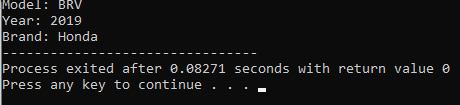 Model: BRV
Year: 2019
Brand: Honda
--------------------------------
Process exited after 0.08271 seconds with return value 0
Press any key to continue . . .